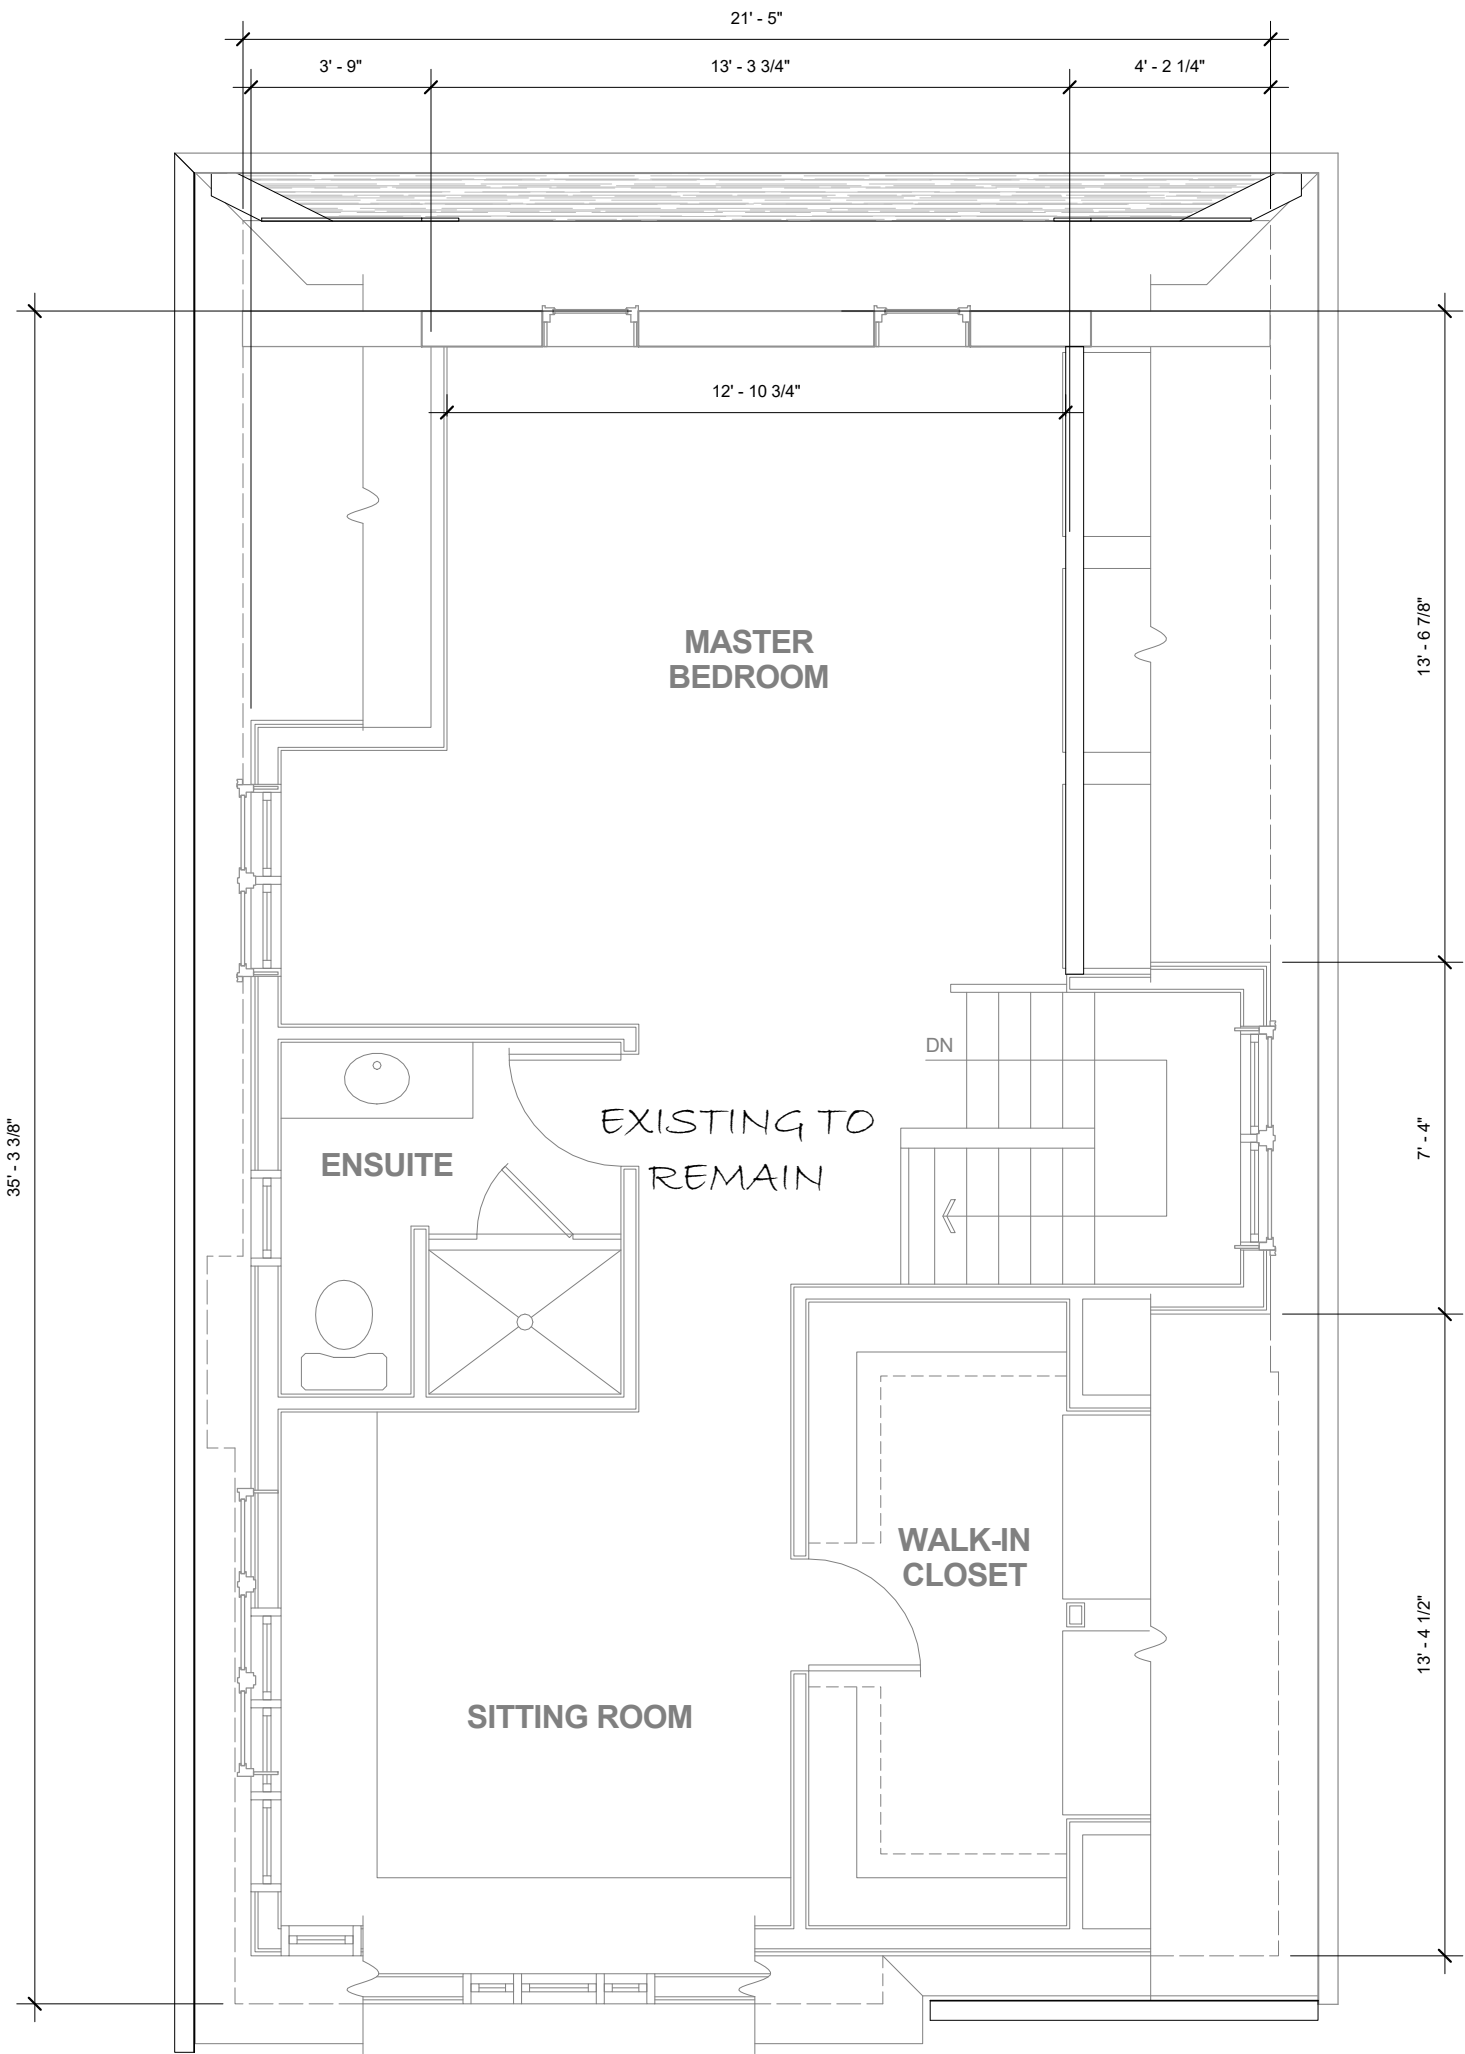 21' - 5"
3' - 9"
13' - 3 3/4"
4' - 2 1/4"
12' - 10 3/4"
13' - 6 7/8"
MASTER
BEDROOM
DN
EXISTING TO
REMAIN
ENSUITE
35' - 3 3/8"
7' - 4"
WALK-IN
CLOSET
13' - 4 1/2"
SITTING ROOM